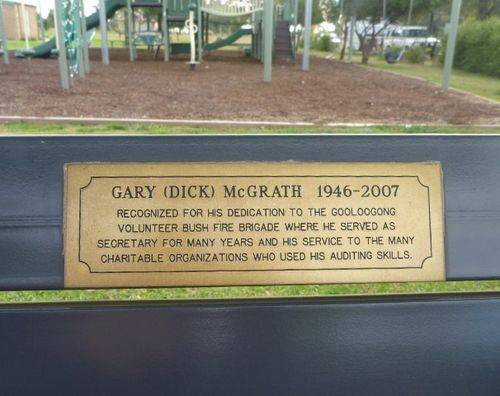 GARY (DICK) McGRATH 1946-2007
RECOGNIZED FOR HIS DEDICATION TO THE GOOLOOGONG
VOLUNTEER BUSH FIRE BRIGADE WHERE HE SERVED AS
SECRETARY FOR MANY YEARS AND HIS SERVICE TO THE MANY
CHARITABLE ORGANIZATIONS WHO USED HIS AUDITING SKILLS.